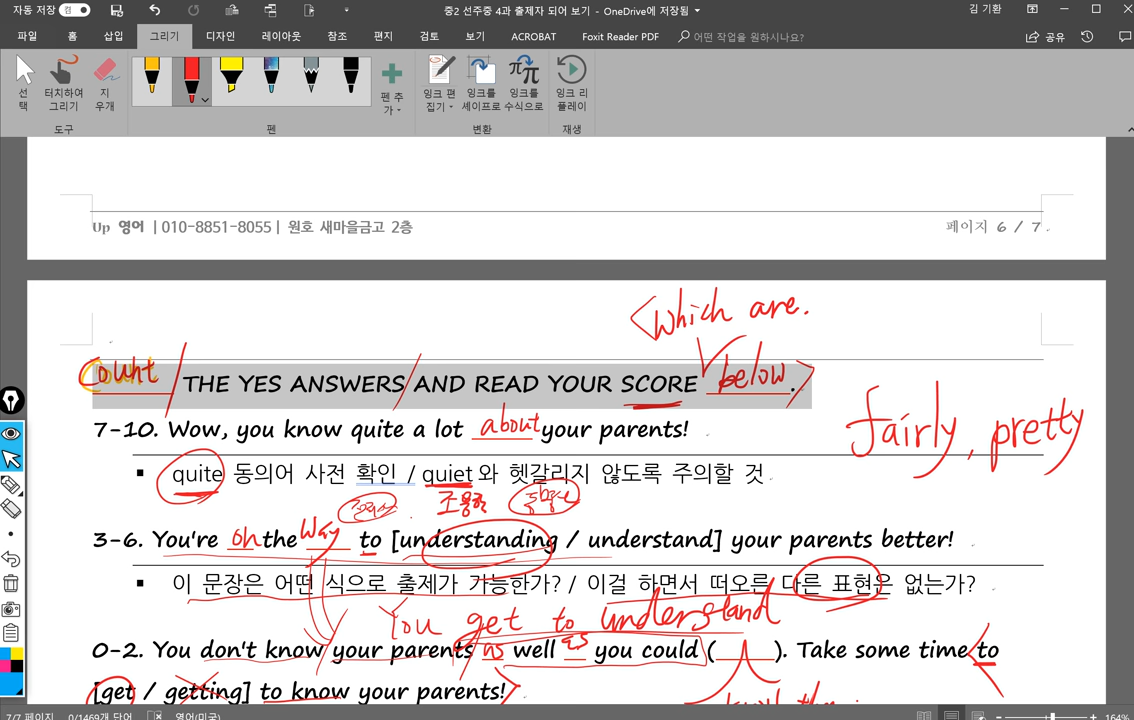 자동 저장 켬 중2 선주중 4과 출제자 되어 보기 - OneDrive에 저장됨 김 기환
파일 홈 삽입 그리기 디자인 레이아웃 참조 편지 검토 보기 ACROBAT Foxit Reader PDF 어떤 작업을 원하시나요? 공유
선택 터치하여 그리기 지우개 펜 추가 잉크 편집기 잉크를 셰이프로 잉크를 수식으로 잉크 리플레이
도구 펜 변환 재생
Up 영어 | 010-8851-8055 | 원호 새마을금고 2층 페이지 6 / 7
<which are.
Count / THE YES ANSWERS / AND READ YOUR SCORE below. >
fairly, pretty
7-10. Wow, you know quite a lot about your parents!
▪ quite 동의어 사전 확인 / quiet 와 헷갈리지 않도록 주의할 것
전치사 조용한
3-6. You're on the way to [understanding / understand] your parents better!
▪ 이 문장은 어떤 식으로 출제가 가능한가? / 이걸 하면서 떠오른 다른 표현은 없는가?
You get to understand
0-2. You don't know your parents as well as you could ( ). Take some time to
[get / getting] to know your parents!
7/7 페이지 0/1469개 단어 영어(미국) 164%